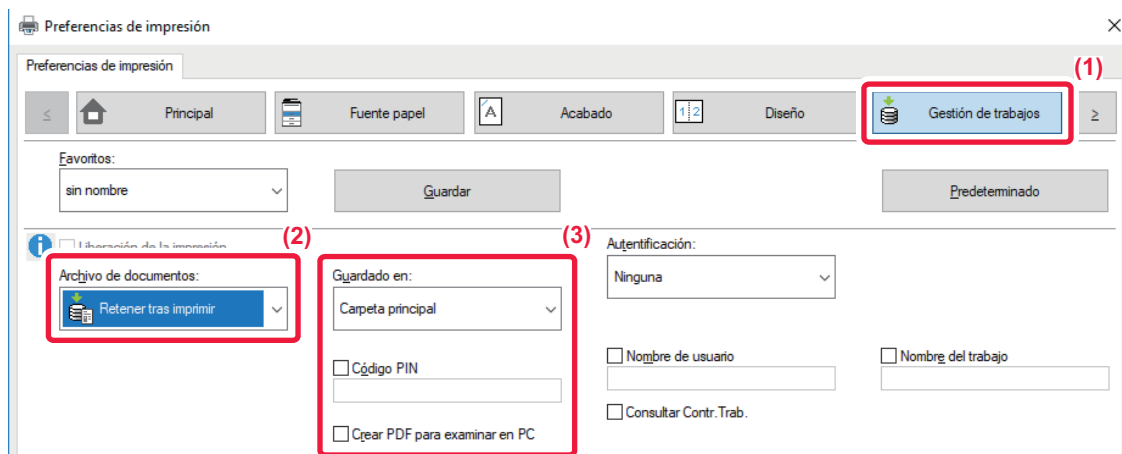 Preferencias de impresión
Preferencias de impresión
(1)
Principal
Fuente papel
A
Acabado
1 2
Diseño
Gestión de trabajos
Favoritos:
sin nombre
Guardar
Predeterminado
Liberación de la impresión
(2)
(3)
Archivo de documentos:
Retener tras imprimir
Guardado en:
Carpeta principal
Código PIN
Crear PDF para examinar en PC
Autentificación:
Ninguna
Nombre de usuario
Nombre del trabajo
Consultar Contr.Trab.